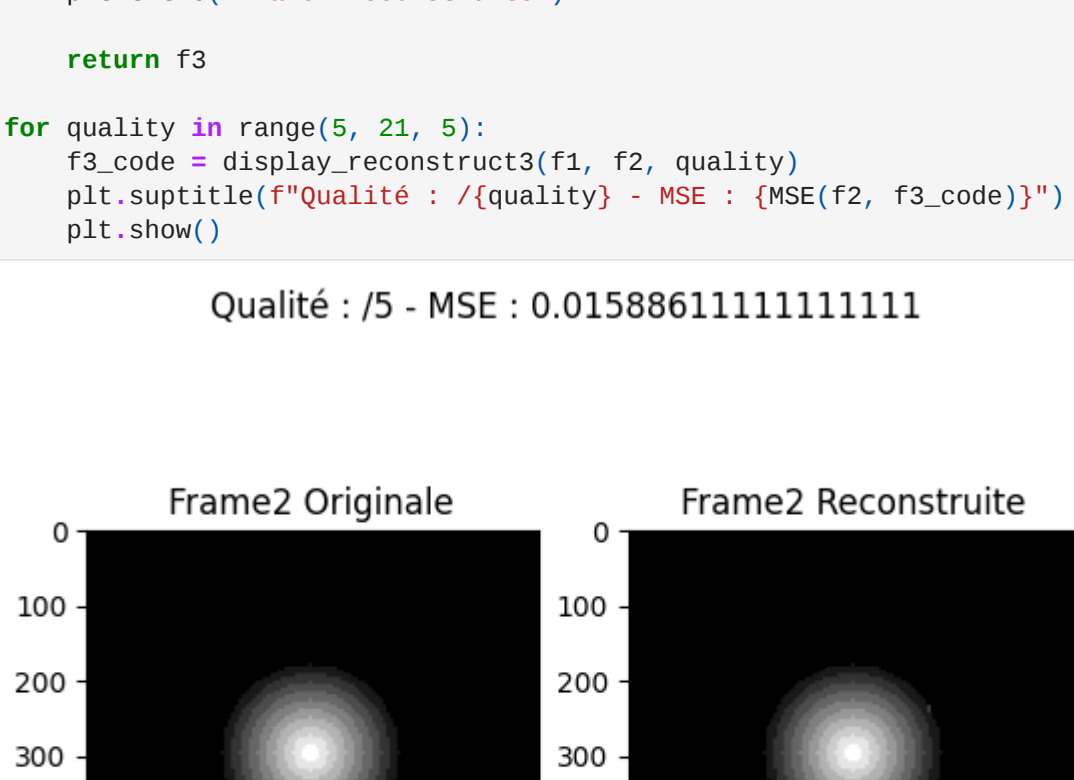 return f3
for quality in range(5, 21, 5):
    f3_code = display_reconstruct3(f1, f2, quality)
    plt.suptitle(f"Qualité : /{quality} - MSE : {MSE(f2, f3_code)}")
    plt.show()
Qualité : /5 - MSE : 0.01588611111111111
Frame2 Originale Frame2 Reconstruite
0 0
100 100
200 200
300 300